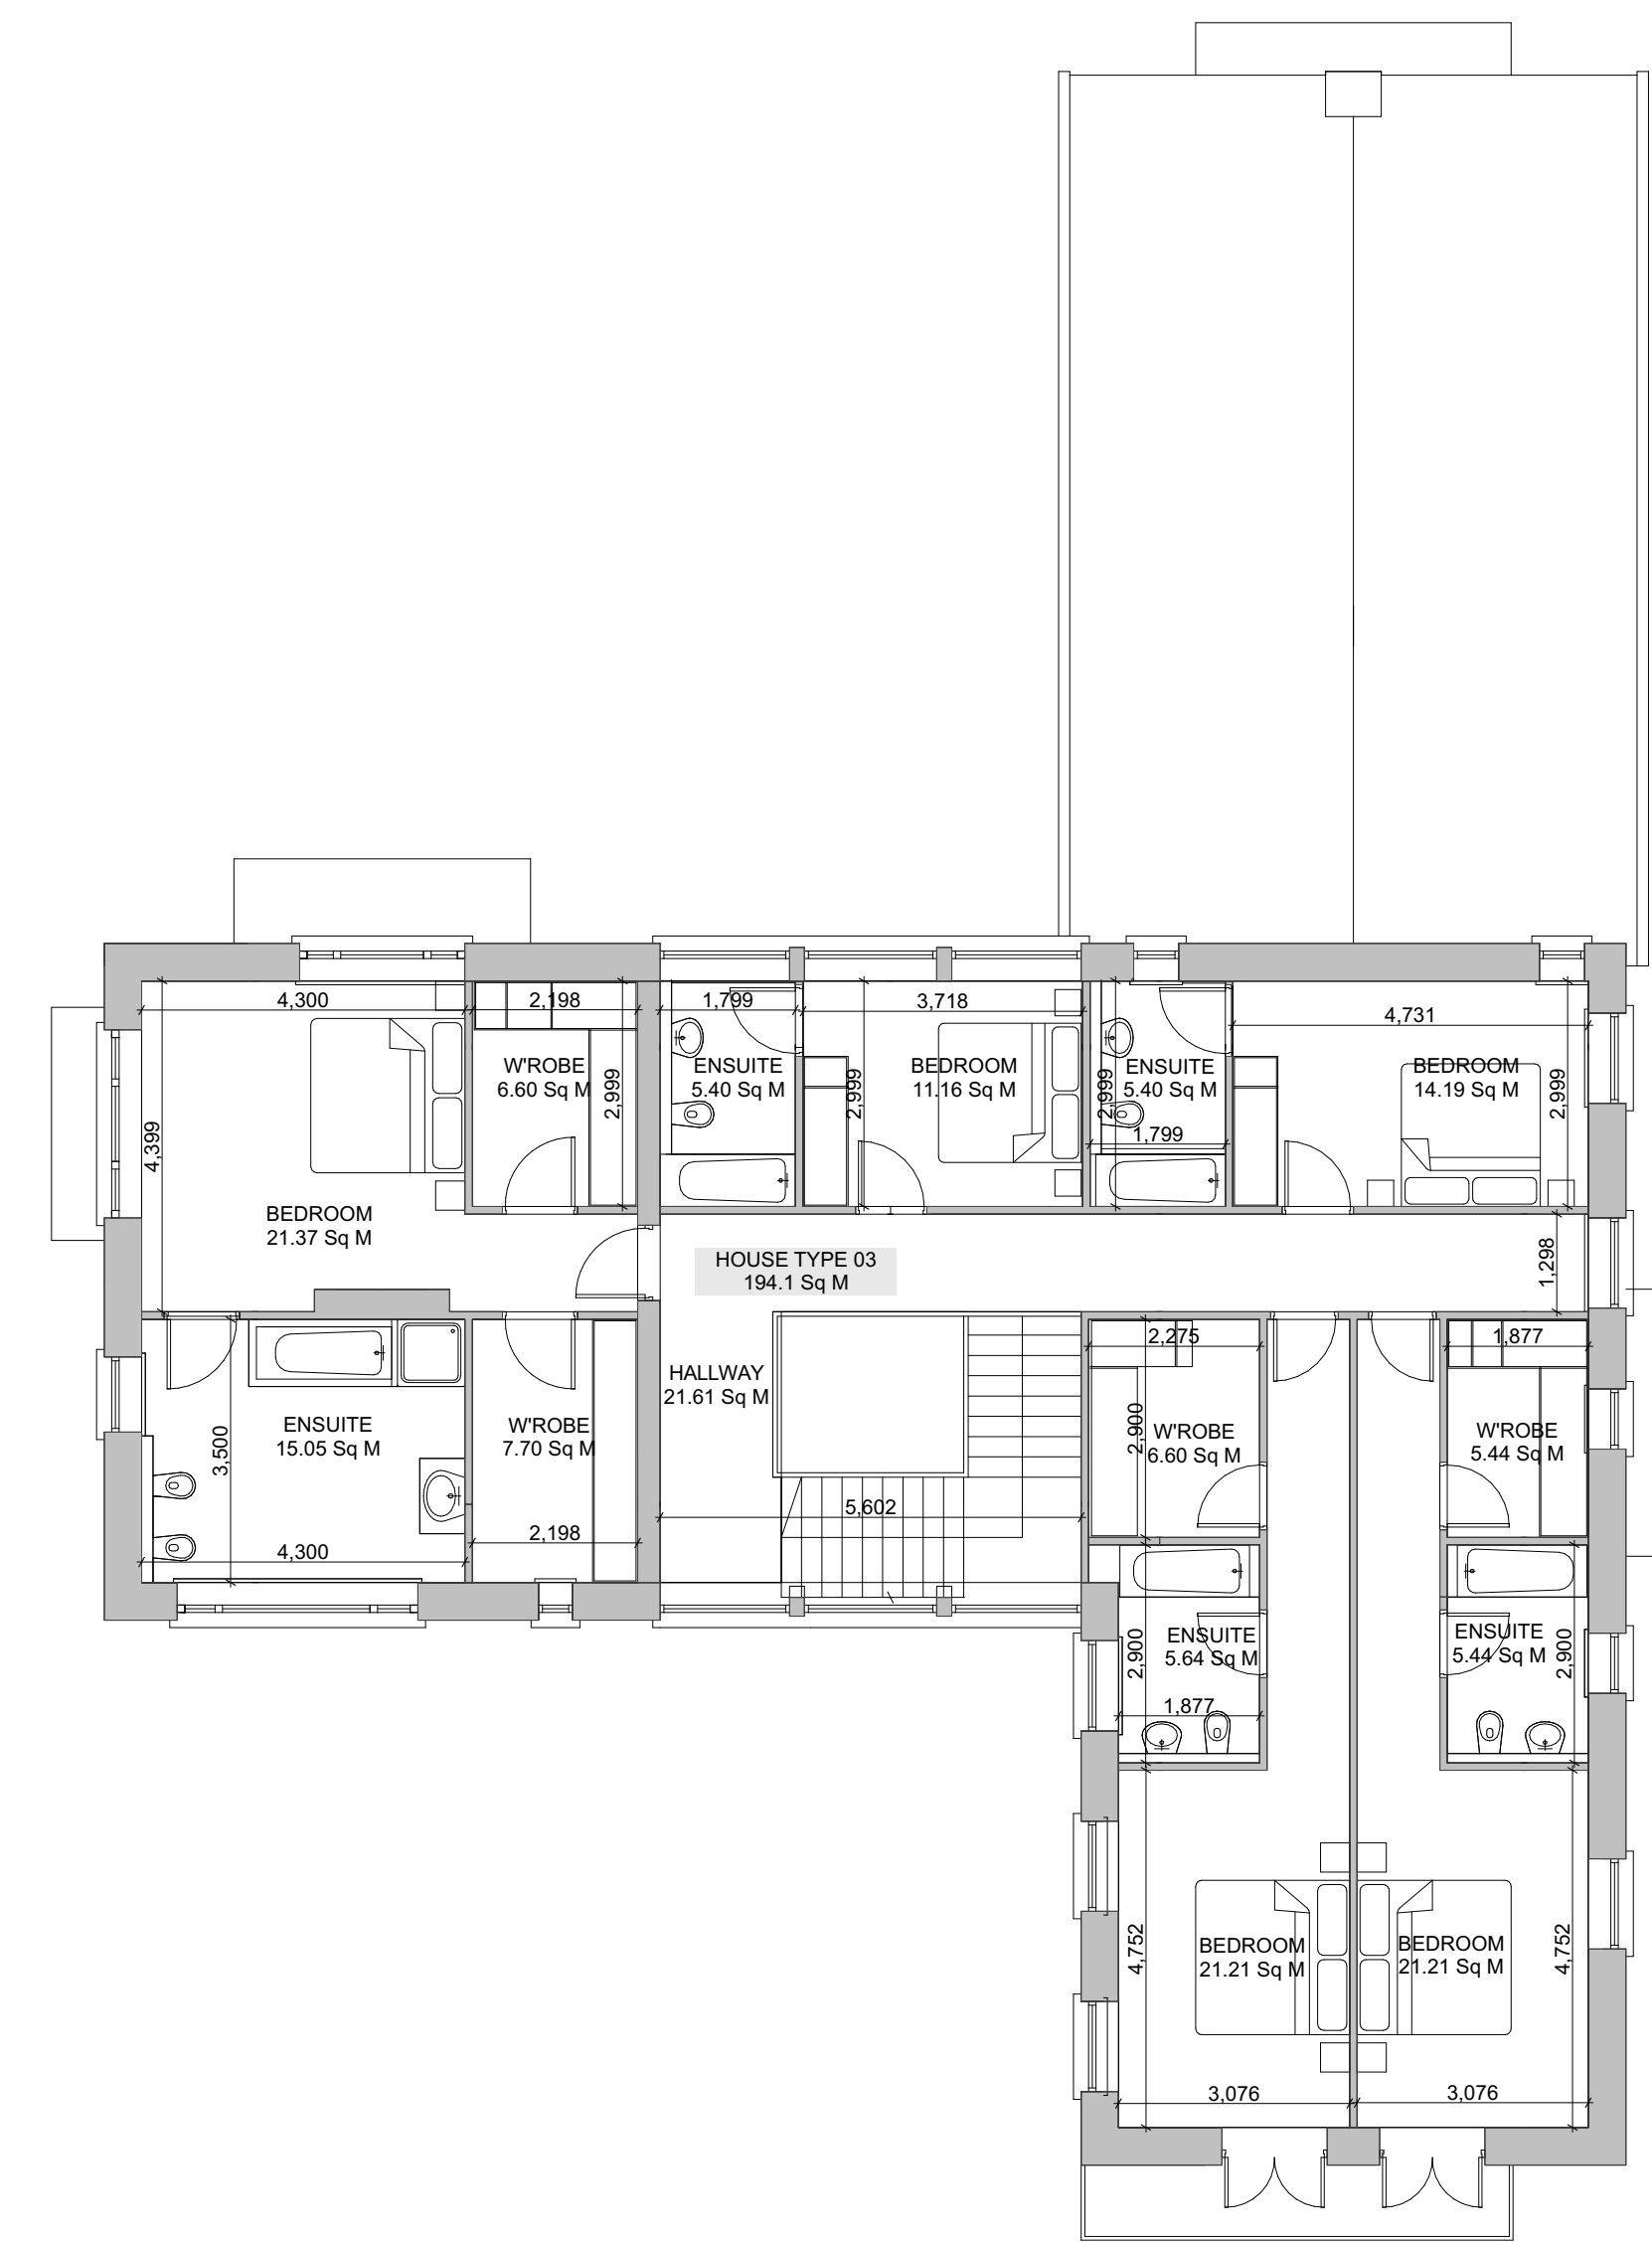 4,300
2,198
1,799
3,718
4,731
W'ROBE
6.60 Sq M
2,999
ENSUITE
5.40 Sq M
2,999
BEDROOM
11.16 Sq M
2,999
ENSUITE
5.40 Sq M
1,799
BEDROOM
14.19 Sq M
2,999
4,399
BEDROOM
21.37 Sq M
HOUSE TYPE 03
194.1 Sq M
1,298
HALLWAY
21.61 Sq M
5,602
ENSUITE
15.05 Sq M
3,500
4,300
W'ROBE
7.70 Sq M
2,198
2,275
2,900
W'ROBE
6.60 Sq M
1,877
W'ROBE
5.44 Sq M
2,900
ENSUITE
5.64 Sq M
1,877
ENSUITE
5.44 Sq M
2,900
4,752
BEDROOM
21.21 Sq M
BEDROOM
21.21 Sq M
4,752
3,076
3,076